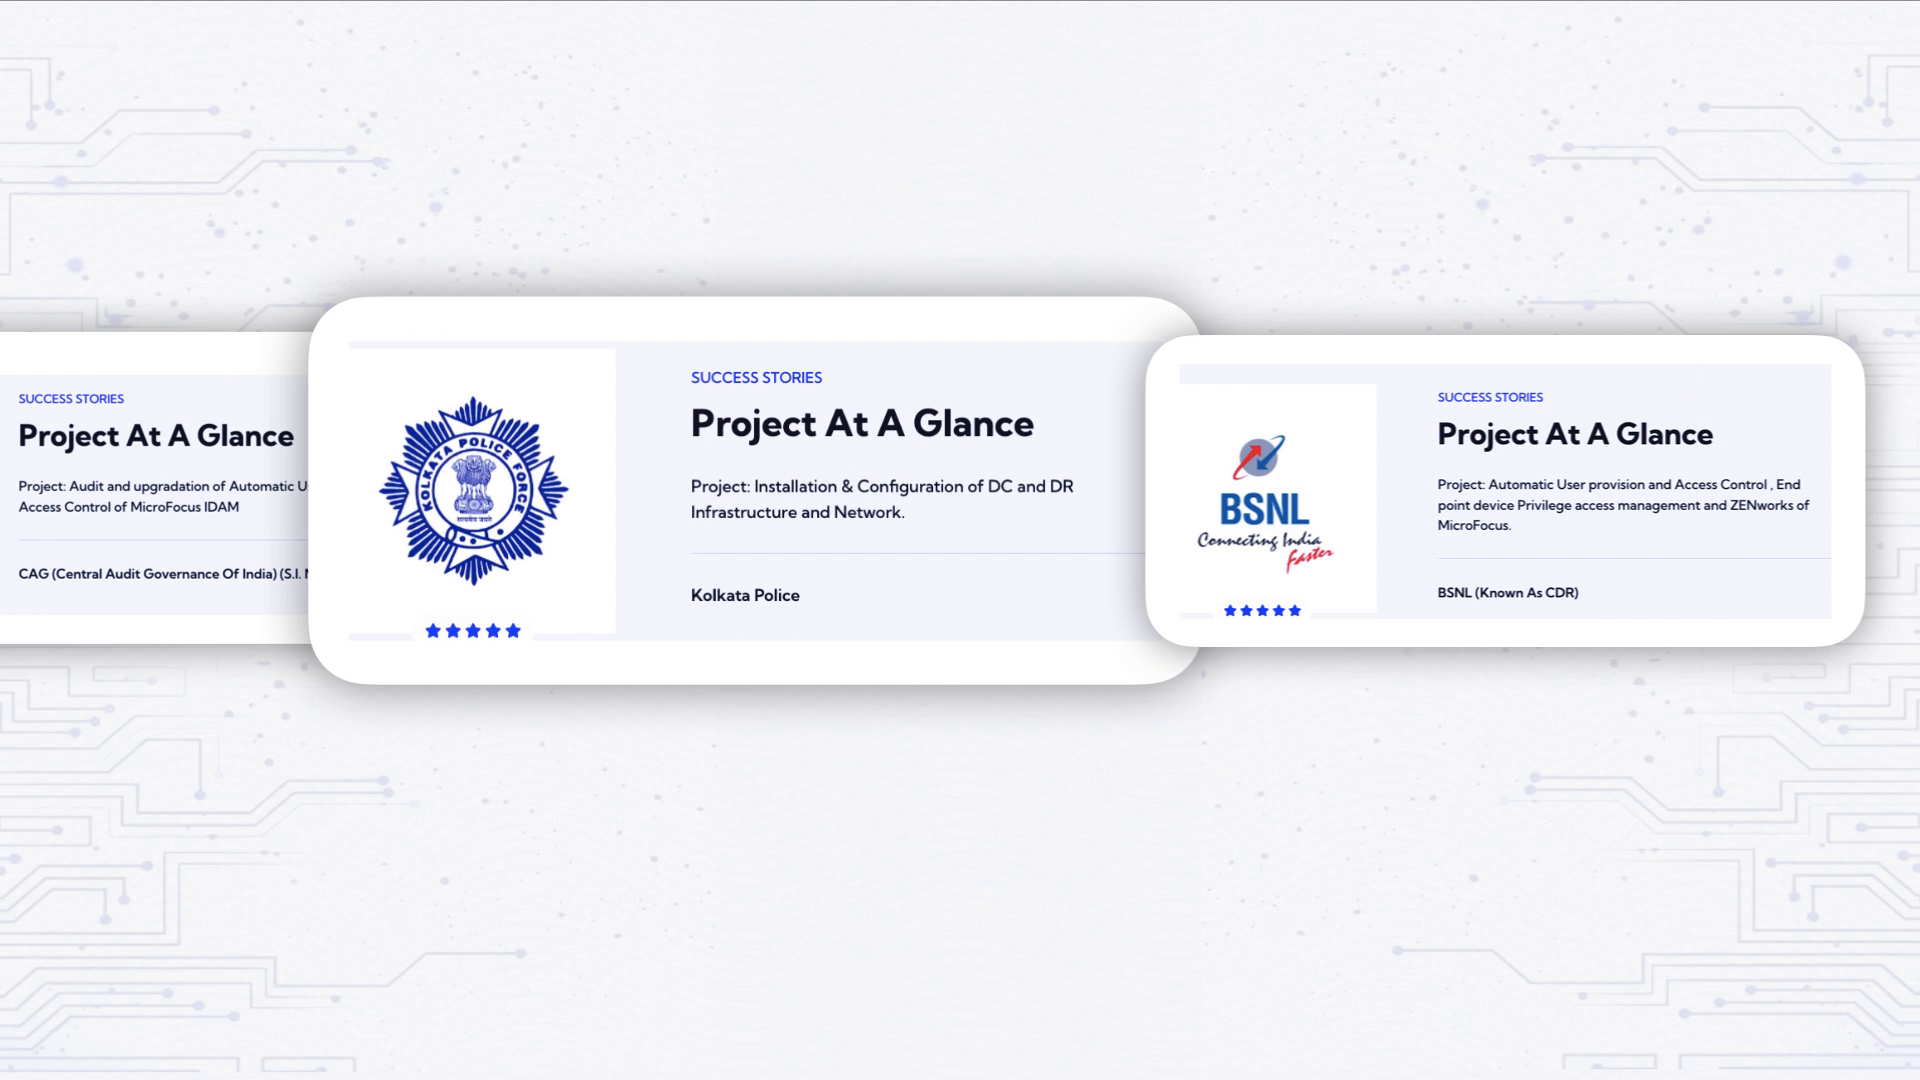 SUCCESS STORIES
Project At A Glance
Project: Audit and upgradation of Automatic
Access Control of MicroFocus IDAM
CAG (Central Audit Governance Of India) (S.I.
KOLKATA POLICE FORCE
सत्यमेव जयते
SUCCESS STORIES
Project At A Glance
Project: Installation & Configuration of DC and DR
Infrastructure and Network.
Kolkata Police
BSNL
Connecting India
Faster
SUCCESS STORIES
Project At A Glance
Project: Automatic User provision and Access Control , End
point device Privilege access management and ZENworks of
MicroFocus.
BSNL (Known As CDR)